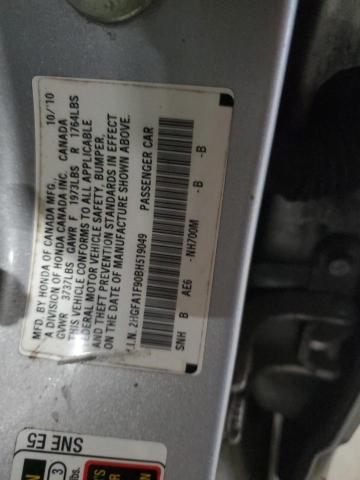 MFD. BY HONDA OF CANADA MFG., 10/'10
A DIVISION OF HONDA CANADA INC. CANADA
GVWR 3737LBS GAWR F 1973LBS R 1764LBS
THIS VEHICLE CONFORMS TO ALL APPLICABLE
FEDERAL MOTOR VEHICLE SAFETY, BUMPER,
AND THEFT PREVENTION STANDARDS IN EFFECT
ON THE DATE OF MANUFACTURE SHOWN ABOVE.
V.I.N. 2HGFA1F90BH519049 PASSENGER CAR
SNH B AE6 -NH700M -B -B
SNE E5
3